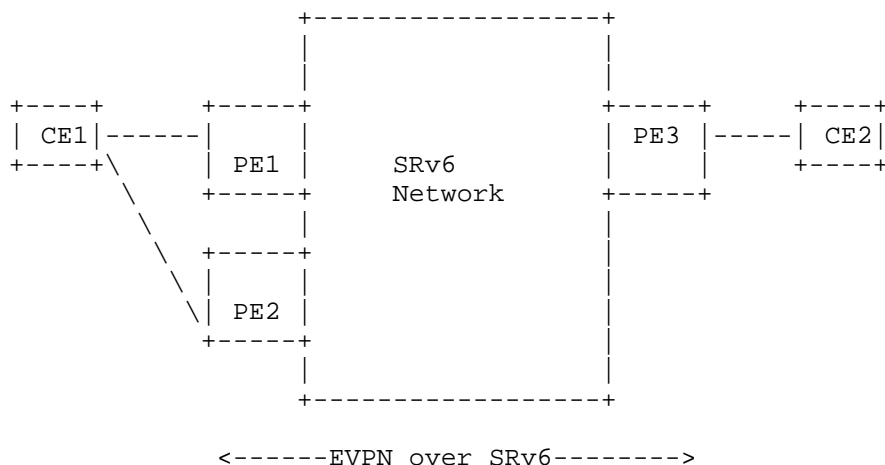 CE1 PE3 CE2
PE1 SRv6
Network
PE2
<------EVPN over SRv6------->